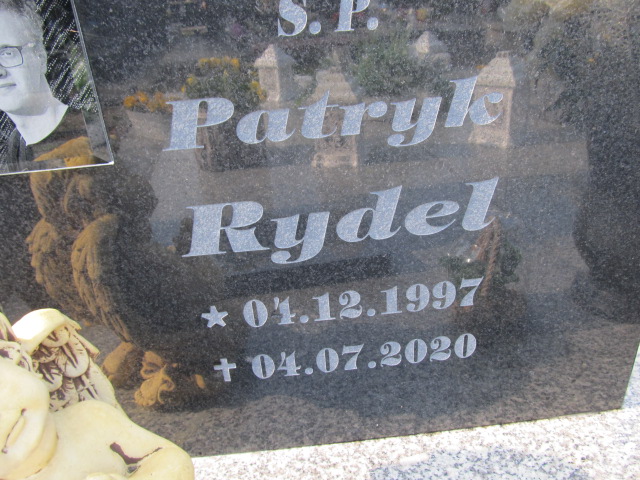 S.P.
Patryk
Rydel
* 04.12.1997
+ 04.07.2020